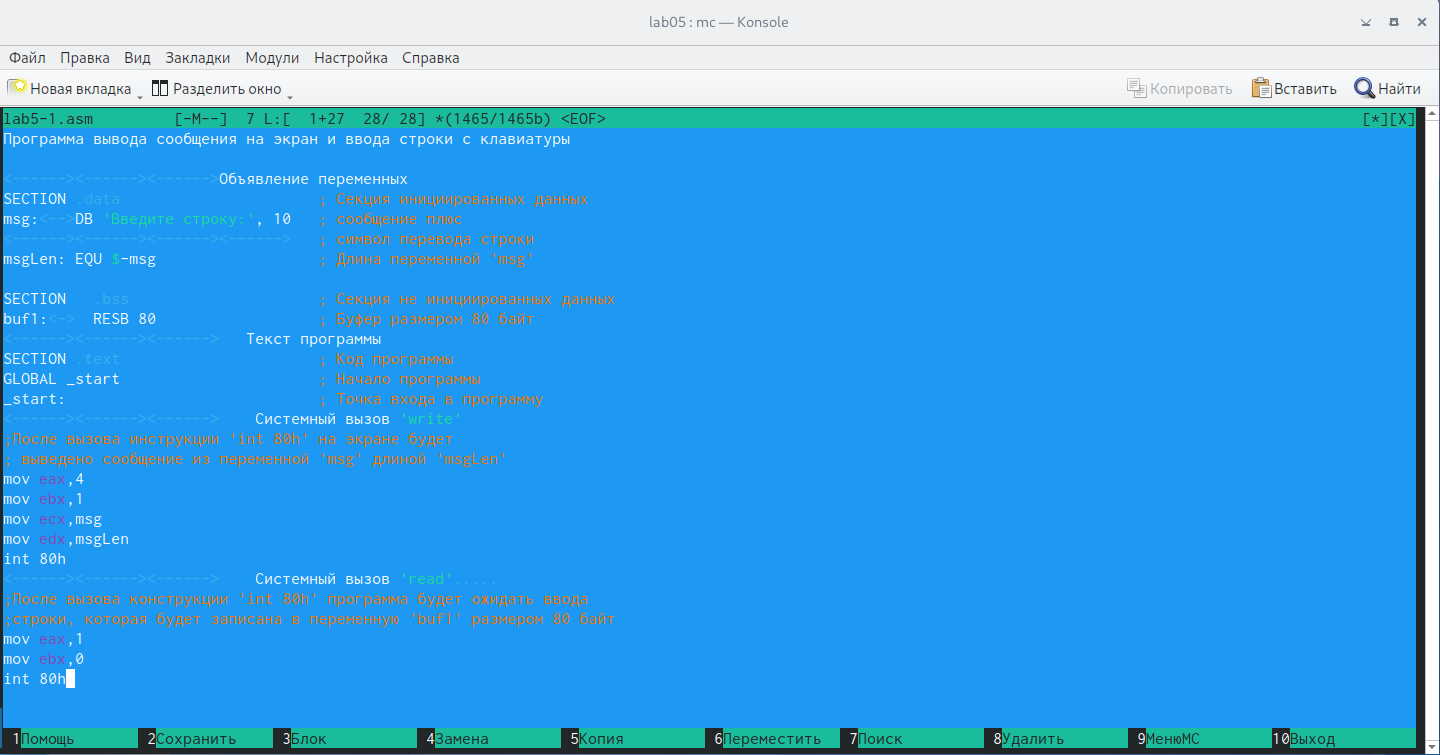 lab05 : mc — Konsole
Файл Правка Вид Закладки Модули Настройка Справка
Новая вкладка Разделить окно Копировать Вставить Найти
lab5-1.asm [-M--] 7 L:[ 1+27 28/ 28] *(1465/1465b) <EOF> [*][X]
Программа вывода сообщения на экран и ввода строки с клавиатуры
<------><------><------>Объявление переменных
SECTION .data ; Секция инициированных данных
msg:<-->DB 'Введите строку:', 10 ; сообщение плюс
<------><------><------><------> ; символ перевода строки
msgLen: EQU $-msg ; Длина переменной 'msg'
SECTION .bss ; Секция не инициированных данных
buf1:<-> RESB 80 ; Буфер размером 80 байт
<------><------><------> Текст программы
SECTION .text ; Код программы
GLOBAL _start ; Начало программы
_start: ; Точка входа в программу
<------><------><------> Системный вызов 'write'
;После вызова инструкции 'int 80h' на экране будет
; выведено сообщение из переменной 'msg' длиной 'msgLen'
mov eax,4
mov ebx,1
mov ecx,msg
mov edx,msgLen
int 80h
<------><------><------> Системный вызов 'read'.....
;После вызова конструкции 'int 80h' программа будет ожидать ввода
;строки, которая будет записана в переменную 'buf1' размером 80 байт
mov eax,1
mov ebx,0
int 80h
1Помощь 2Сохранить 3Блок 4Замена 5Копия 6Переместить 7Поиск 8Удалить 9МенюМС 10Выход